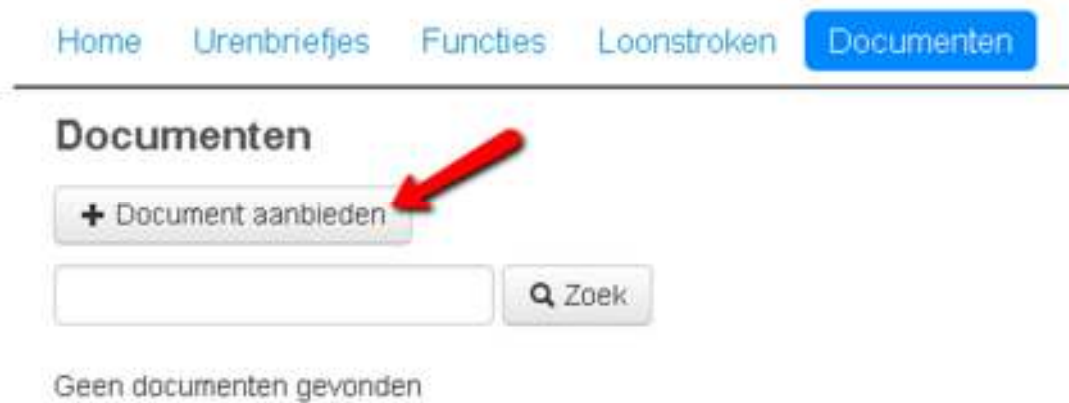 Home Urenbriefjes Functies Loonstroken Documenten
Documenten
+ Document aanbieden
Zoek
Geen documenten gevonden